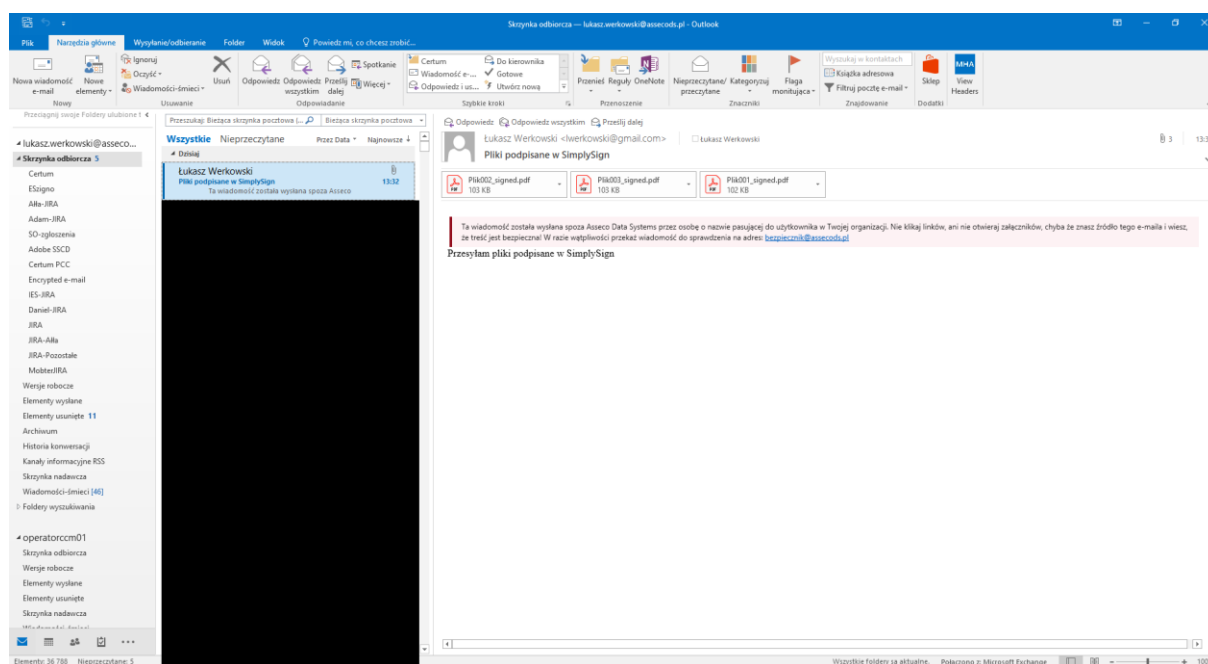 Skrzynka odbiorcza — lukasz.werkowski@assecods.pl - Outlook
Plik Narzędzia główne Wysyłanie/odbieranie Folder Widok Powiedz mi, co chcesz zrobić...
Nowa wiadomość e-mail
Nowe elementy
Nowy
Ignoruj
Oczyść
Wiadomości-śmieci
Usuń
Usuwanie
Odpowiedz
Odpowiedz wszystkim
Prześlij dalej
Spotkanie
Więcej
Odpowiadanie
Certum
Wiadomość e-...
Odpowiedz i us...
Do kierownika
Gotowe
Utwórz nową
Szybkie kroki
Przenieś
Reguły
OneNote
Przenoszenie
Nieprzeczytane/ przeczytane
Kategoryzuj
Flaga monitująca
Znaczniki
Wyszukaj w kontaktach
Książka adresowa
Filtruj pocztę e-mail
Znajdowanie
Sklep
Dodatki
MHA
View Headers
Przeciągnij swoje Foldery ulubione t
lukasz.werkowski@asseco...
Skrzynka odbiorcza 5
Certum
ESzigno
Ałła-JIRA
Adam-JIRA
SO-zgloszenia
Adobe SSCD
Certum PCC
Encrypted e-mail
IES-JIRA
Daniel-JIRA
JIRA
JIRA-Ałła
JIRA-Pozostałe
MobterJIRA
Wersje robocze
Elementy wysłane
Elementy usunięte 11
Archiwum
Historia konwersacji
Kanały informacyjne RSS
Skrzynka nadawcza
Wiadomości-śmieci [46]
Foldery wyszukiwania
operatorccm01
Skrzynka odbiorcza
Wersje robocze
Elementy wysłane
Elementy usunięte
Skrzynka nadawcza
Przeszukaj: Bieżąca skrzynka pocztowa (... Bieżąca skrzynka pocztowa
Wszystkie Nieprzeczytane Przez Data Najnowsze
Dzisiaj
Łukasz Werkowski
Pliki podpisane w SimplySign 13:32
Ta wiadomość została wysłana spoza Asseco
Odpowiedz Odpowiedz wszystkim Prześlij dalej
Łukasz Werkowski <lwerkowski@gmail.com> Łukasz Werkowski 3
Pliki podpisane w SimplySign
Plik002_signed.pdf
103 KB
Plik003_signed.pdf
103 KB
Plik001_signed.pdf
102 KB
Ta wiadomość została wysłana spoza Asseco Data Systems przez osobę o nazwie pasującej do użytkownika w Twojej organizacji. Nie klikaj linków, ani nie otwieraj załączników, chyba że znasz źródło tego e-maila i wiesz,
że treść jest bezpieczna! W razie wątpliwości przekaż wiadomość do sprawdzenia na adres: bezpiecznik@assecods.pl
Przesyłam pliki podpisane w SimplySign
Elementy: 36 788 Nieprzeczytane: 5 Wszystkie foldery są aktualne. Połączono z: Microsoft Exchange 100